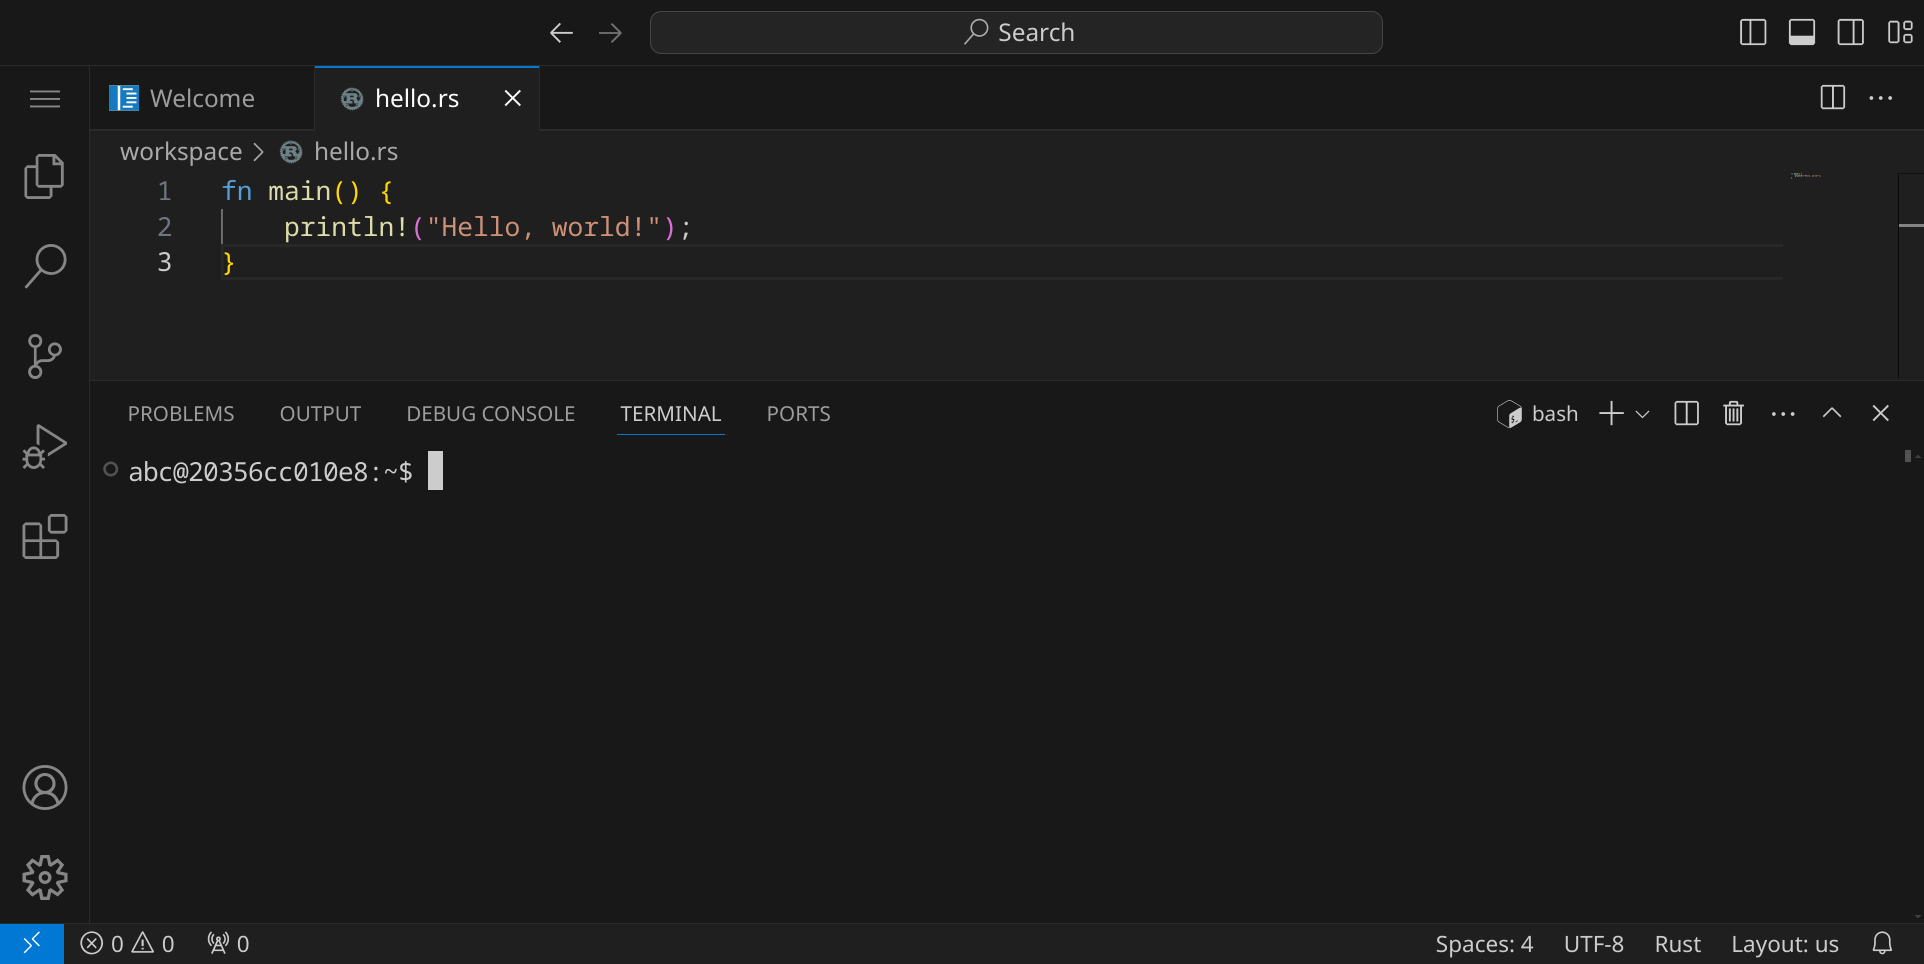 Search
Welcome
hello.rs
workspace > hello.rs
1 fn main() {
2     println!("Hello, world!");
3 }
PROBLEMS OUTPUT DEBUG CONSOLE TERMINAL PORTS
bash
abc@20356cc010e8:~$
0 0 0
Spaces: 4 UTF-8 Rust Layout: us